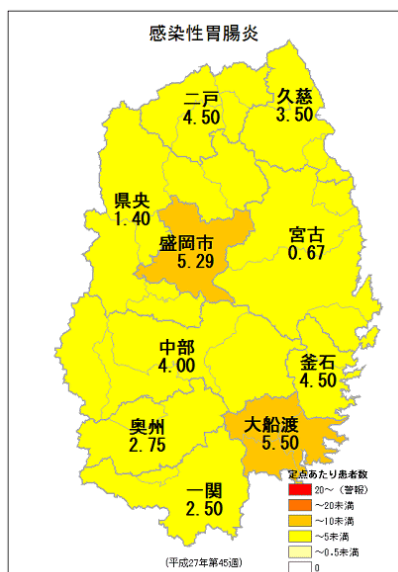 感染性胃腸炎
二戸
4.50
久慈
3.50
県央
1.40
盛岡市
5.29
宮古
0.67
中部
4.00
釜石
4.50
奥州
2.75
大船渡
5.50
一関
2.50
定点あたり患者数
20～（警報）
～20未満
～10未満
～5未満
～0.5未満
0
(平成27年第45週)